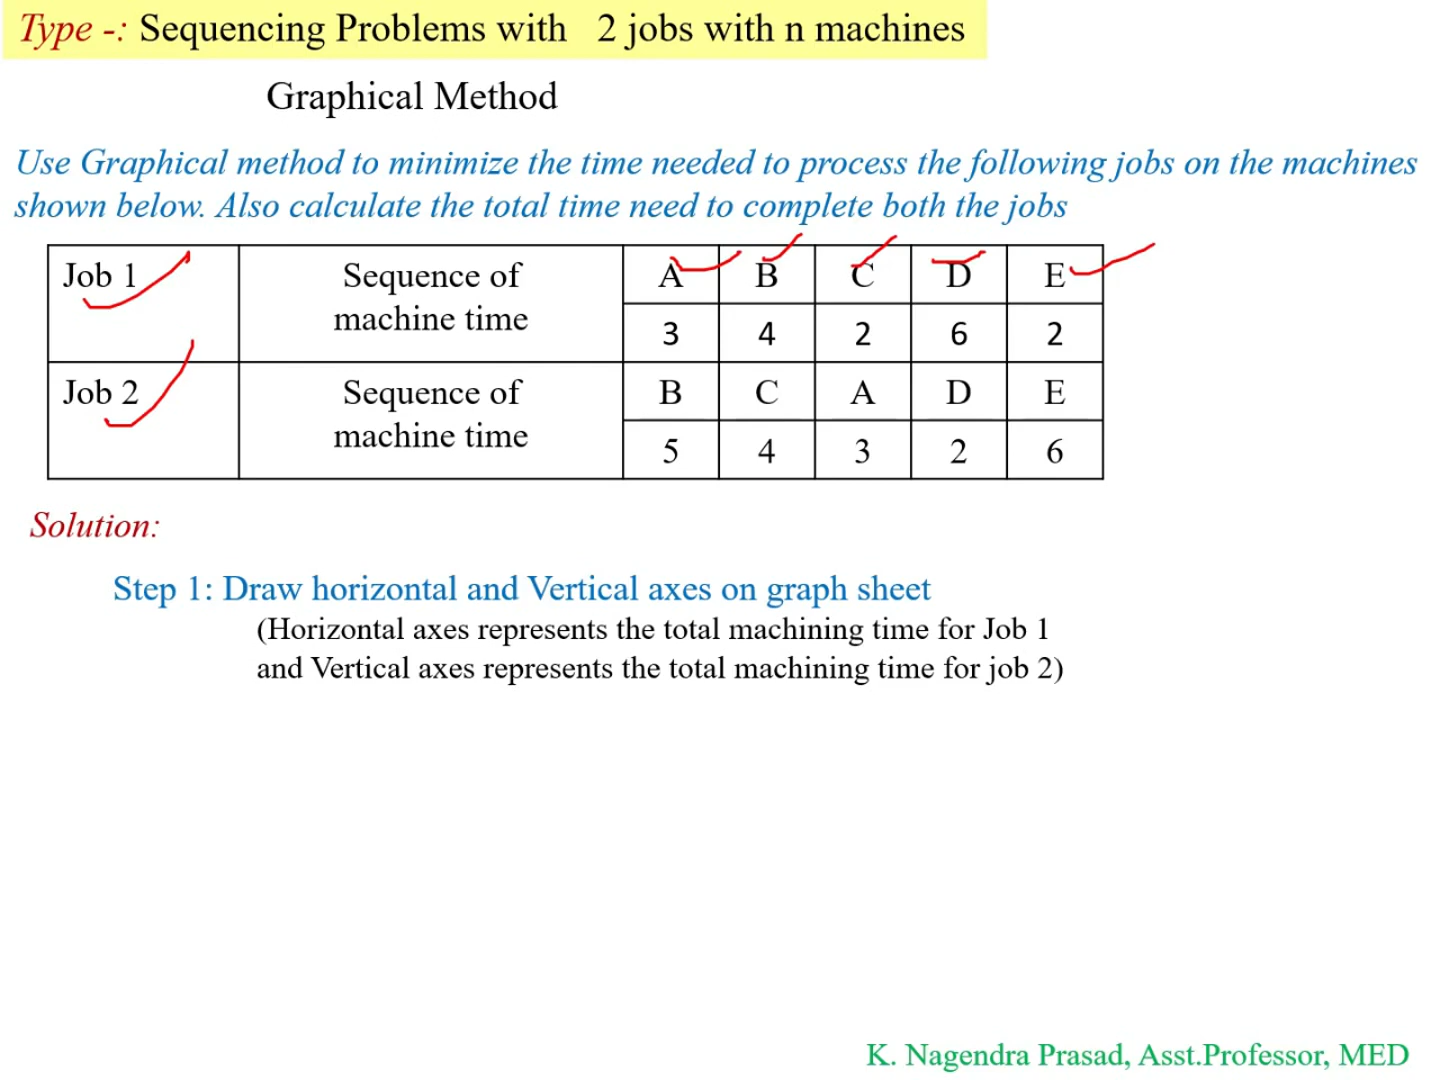 Type -: Sequencing Problems with 2 jobs with n machines
Graphical Method
Use Graphical method to minimize the time needed to process the following jobs on the machines
shown below. Also calculate the total time need to complete both the jobs
Job 1 Sequence of machine time A B C D E
3 4 2 6 2
Job 2 Sequence of machine time B C A D E
5 4 3 2 6
Solution:
Step 1: Draw horizontal and Vertical axes on graph sheet
(Horizontal axes represents the total machining time for Job 1
and Vertical axes represents the total machining time for job 2)
K. Nagendra Prasad, Asst.Professor, MED